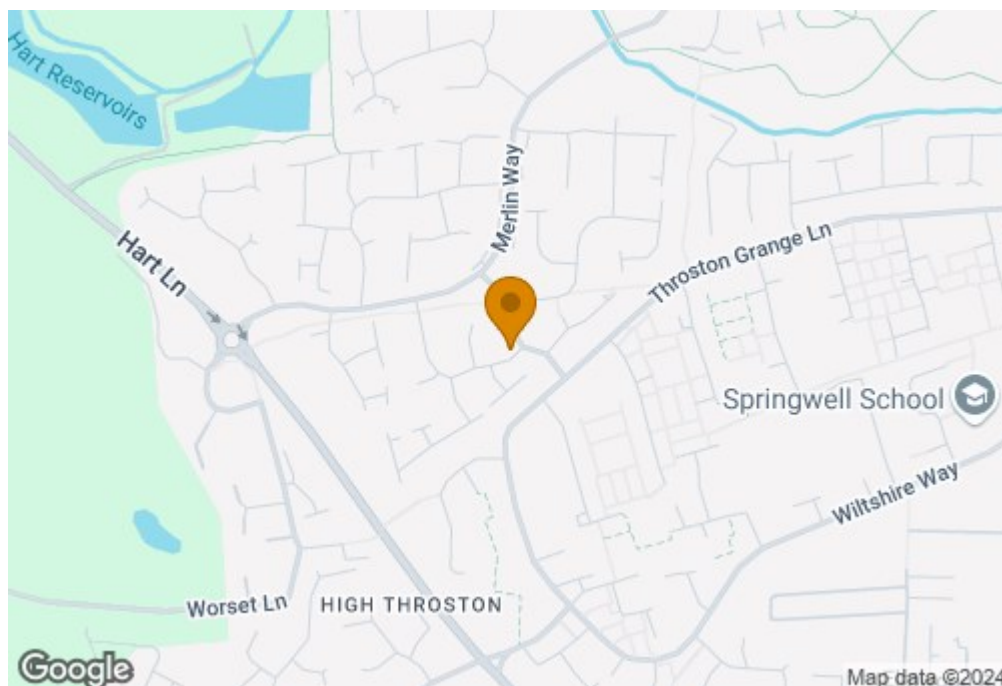 Hart Reservoirs
Merlin Way
Hart Ln
Throston Grange Ln
Springwell School
Wiltshire Way
Worset Ln
HIGH THROSTON
Google
Map data ©2024